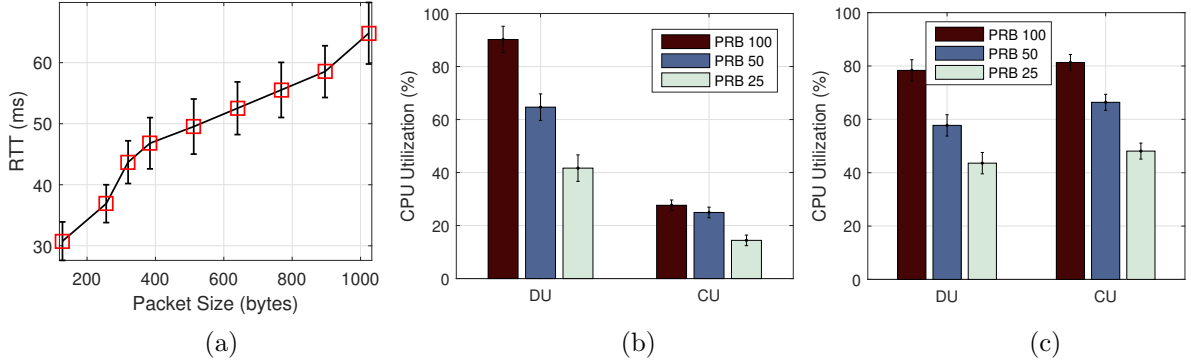 RTT (ms)
60
50
40
30
200 400 600 800 1000
Packet Size (bytes)
(a)
CPU Utilization (%)
100
80
60
40
20
0
PRB 100
PRB 50
PRB 25
DU CU
(b)
CPU Utilization (%)
100
80
60
40
20
0
PRB 100
PRB 50
PRB 25
DU CU
(c)